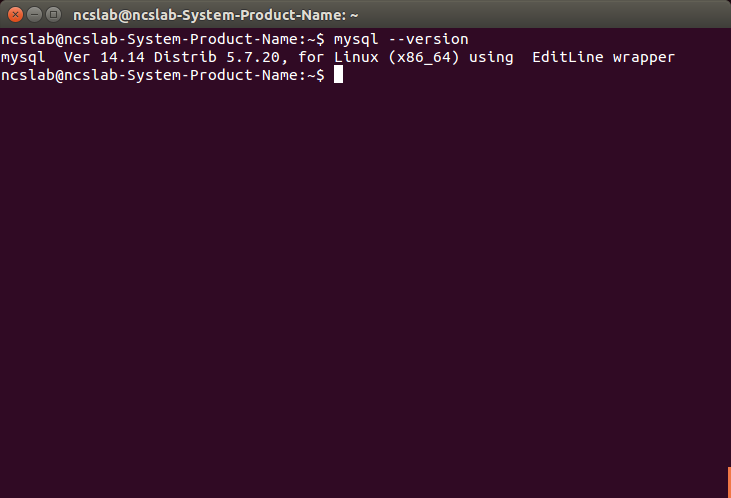 ncslab@ncslab-System-Product-Name: ~
ncslab@ncslab-System-Product-Name:~$ mysql --version
mysql  Ver 14.14 Distrib 5.7.20, for Linux (x86_64) using  EditLine wrapper
ncslab@ncslab-System-Product-Name:~$